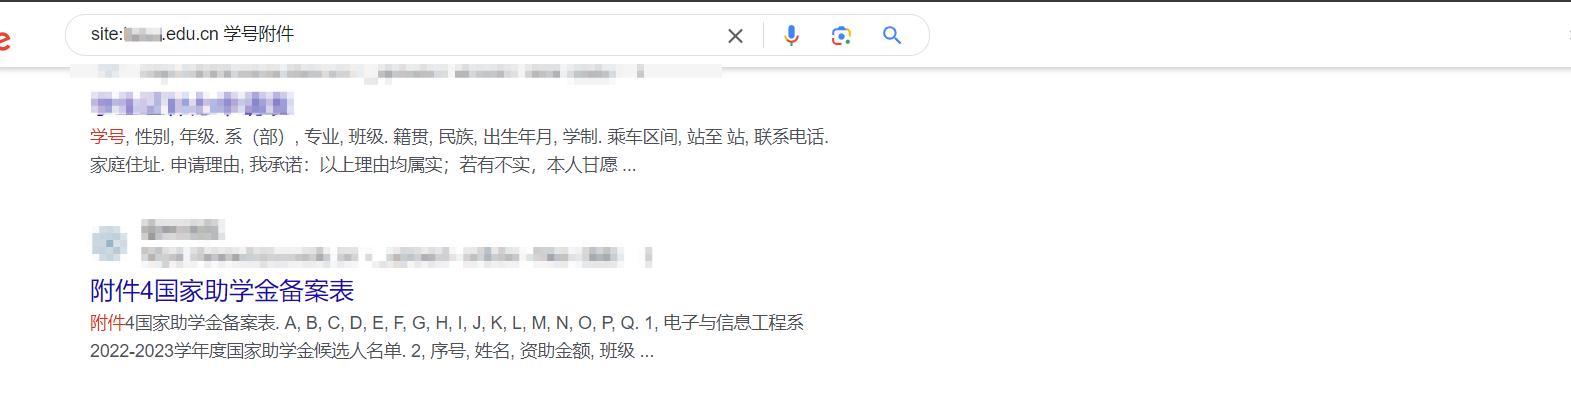 e
site: .edu.cn 学号附件
学号, 性别, 年级. 系（部）, 专业, 班级. 籍贯, 民族, 出生年月, 学制. 乘车区间, 站至 站, 联系电话.
家庭住址. 申请理由, 我承诺：以上理由均属实；若有不实，本人甘愿 ...
附件4国家助学金备案表
附件4国家助学金备案表. A, B, C, D, E, F, G, H, I, J, K, L, M, N, O, P, Q. 1, 电子与信息工程系
2022-2023学年度国家助学金候选人名单. 2, 序号, 姓名, 资助金额, 班级 ...